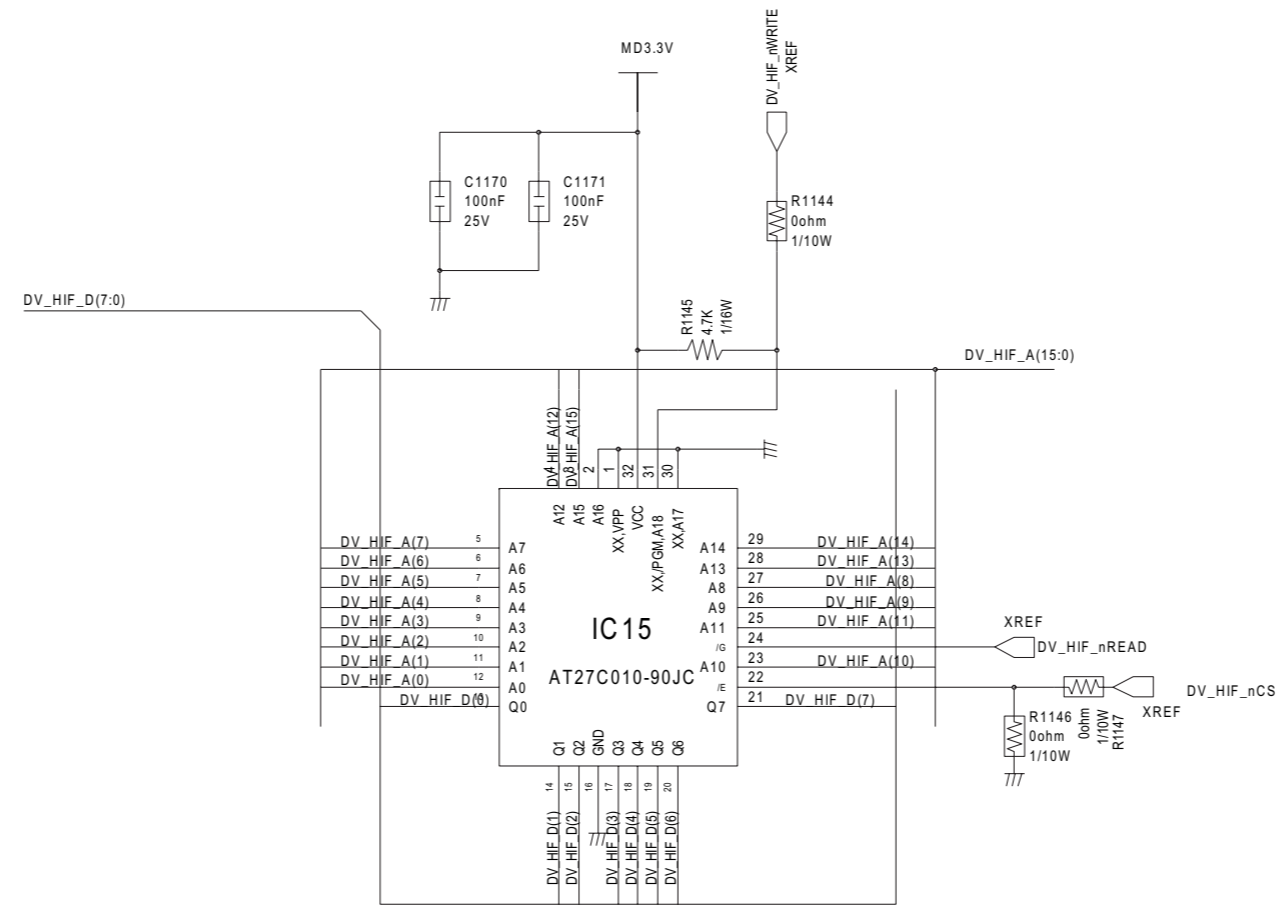 MD3.3V
DV_HIF_nWRITE
XREF
C1170
100nF
25V
C1171
100nF
25V
R1144
0ohm
1/10W
DV_HIF_D(7:0)
R1145
4.7K
1/16W
DV_HIF_A(15:0)
DV_HIF_A(12)
DV_HIF_A(15)
4
3
2
1
32
31
30
A12
A15
A16
XX,VPP
VCC
XX,/PGM,A18
XX,A17
DV_HIF_A(7) 5 A7
DV_HIF_A(6) 6 A6
DV_HIF_A(5) 7 A5
DV_HIF_A(4) 8 A4
DV_HIF_A(3) 9 A3
DV_HIF_A(2) 10 A2
DV_HIF_A(1) 11 A1
DV_HIF_A(0) 12 A0
DV_HIF_D(0) 13 Q0
IC15
AT27C010-90JC
A14 29 DV_HIF_A(14)
A13 28 DV_HIF_A(13)
A8 27 DV_HIF_A(8)
A9 26 DV_HIF_A(9)
A11 25 DV_HIF_A(11)
/G 24
A10 23 DV_HIF_A(10)
/E 22
Q7 21 DV_HIF_D(7)
XREF
DV_HIF_nREAD
DV_HIF_nCS
XREF
R1146
0ohm
1/10W
0ohm
1/10W
R1147
Q1
Q2
GND
Q3
Q4
Q5
Q6
14
15
16
17
18
19
20
DV_HIF_D(1)
DV_HIF_D(2)
DV_HIF_D(3)
DV_HIF_D(4)
DV_HIF_D(5)
DV_HIF_D(6)